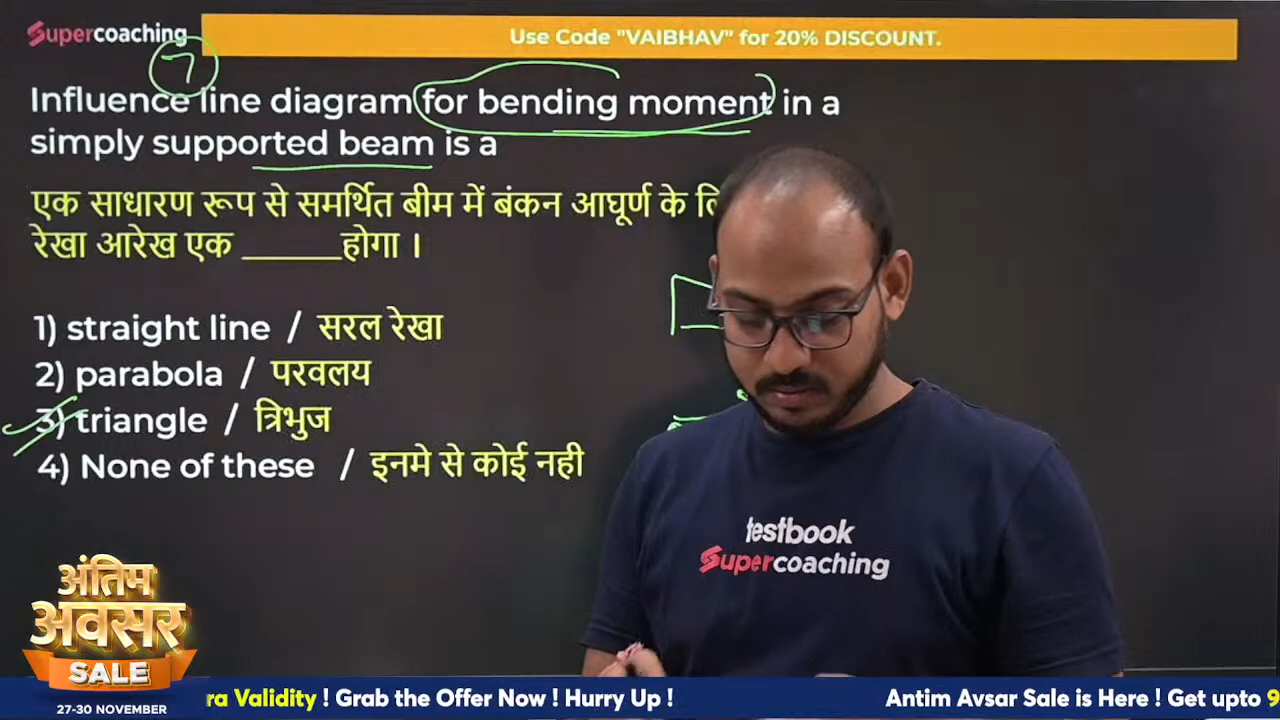 Supercoaching
Use Code "VAIBHAV" for 20% DISCOUNT.
7
Influence line diagram for bending moment in a
simply supported beam is a
एक साधारण रूप से समर्थित बीम में बंकन आघूर्ण के
रेखा आरेख एक _____होगा ।
1) straight line / सरल रेखा
2) parabola / परवलय
3) triangle / त्रिभुज
4) None of these / इनमे से कोई नही
testbook
Supercoaching
अंतिम
अवसर
SALE
27-30 NOVEMBER
ra Validity ! Grab the Offer Now ! Hurry Up !
Antim Avsar Sale is Here ! Get upto 9